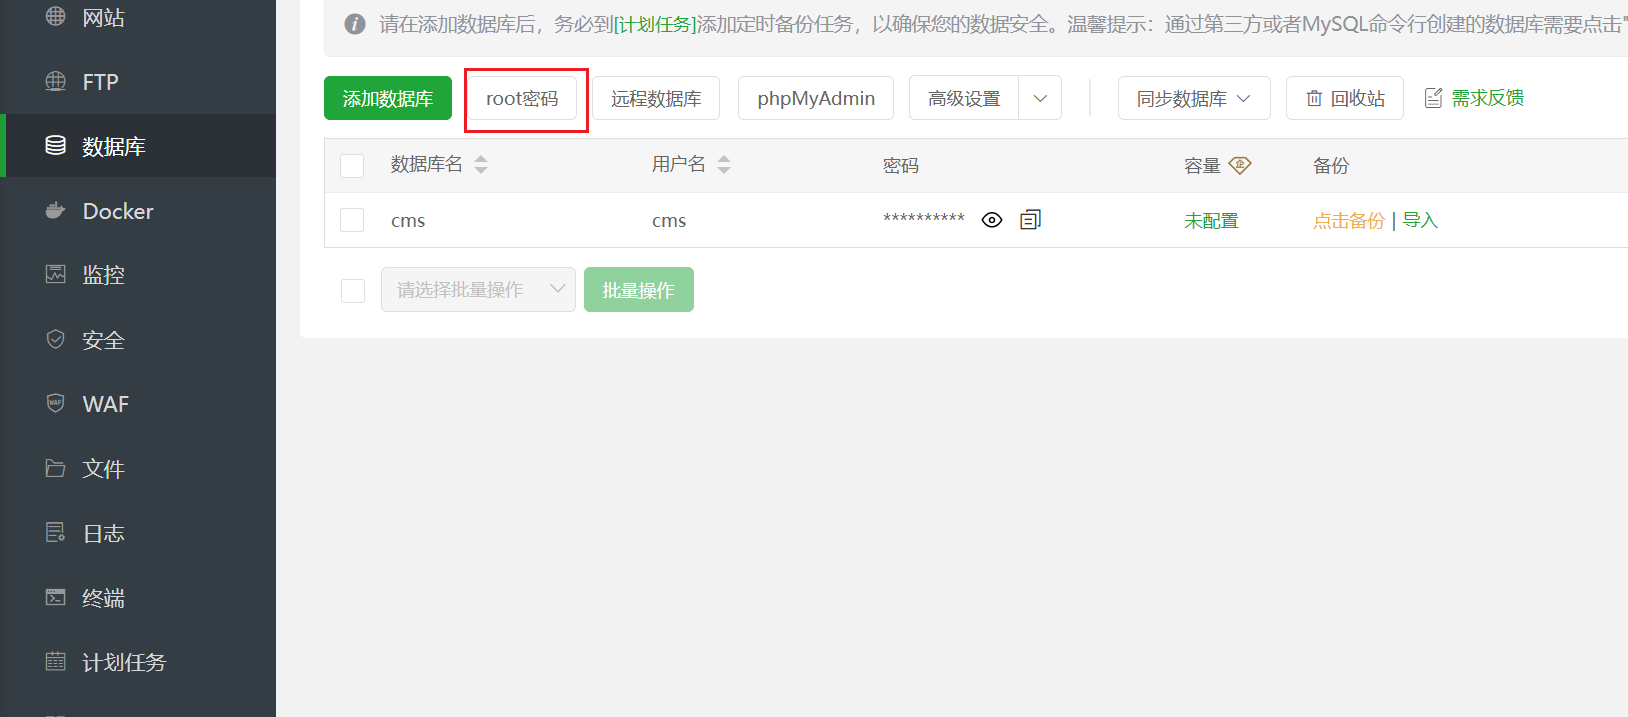 网站
FTP
数据库
Docker
监控
安全
WAF
文件
日志
终端
计划任务
请在添加数据库后，务必到[计划任务]添加定时备份任务，以确保您的数据安全。温馨提示：通过第三方或者MySQL命令行创建的数据库需要点击"
添加数据库 root密码 远程数据库 phpMyAdmin 高级设置 同步数据库 回收站 需求反馈
数据库名 用户名 密码 容量 备份
cms cms ********** 未配置 点击备份 | 导入
请选择批量操作 批量操作